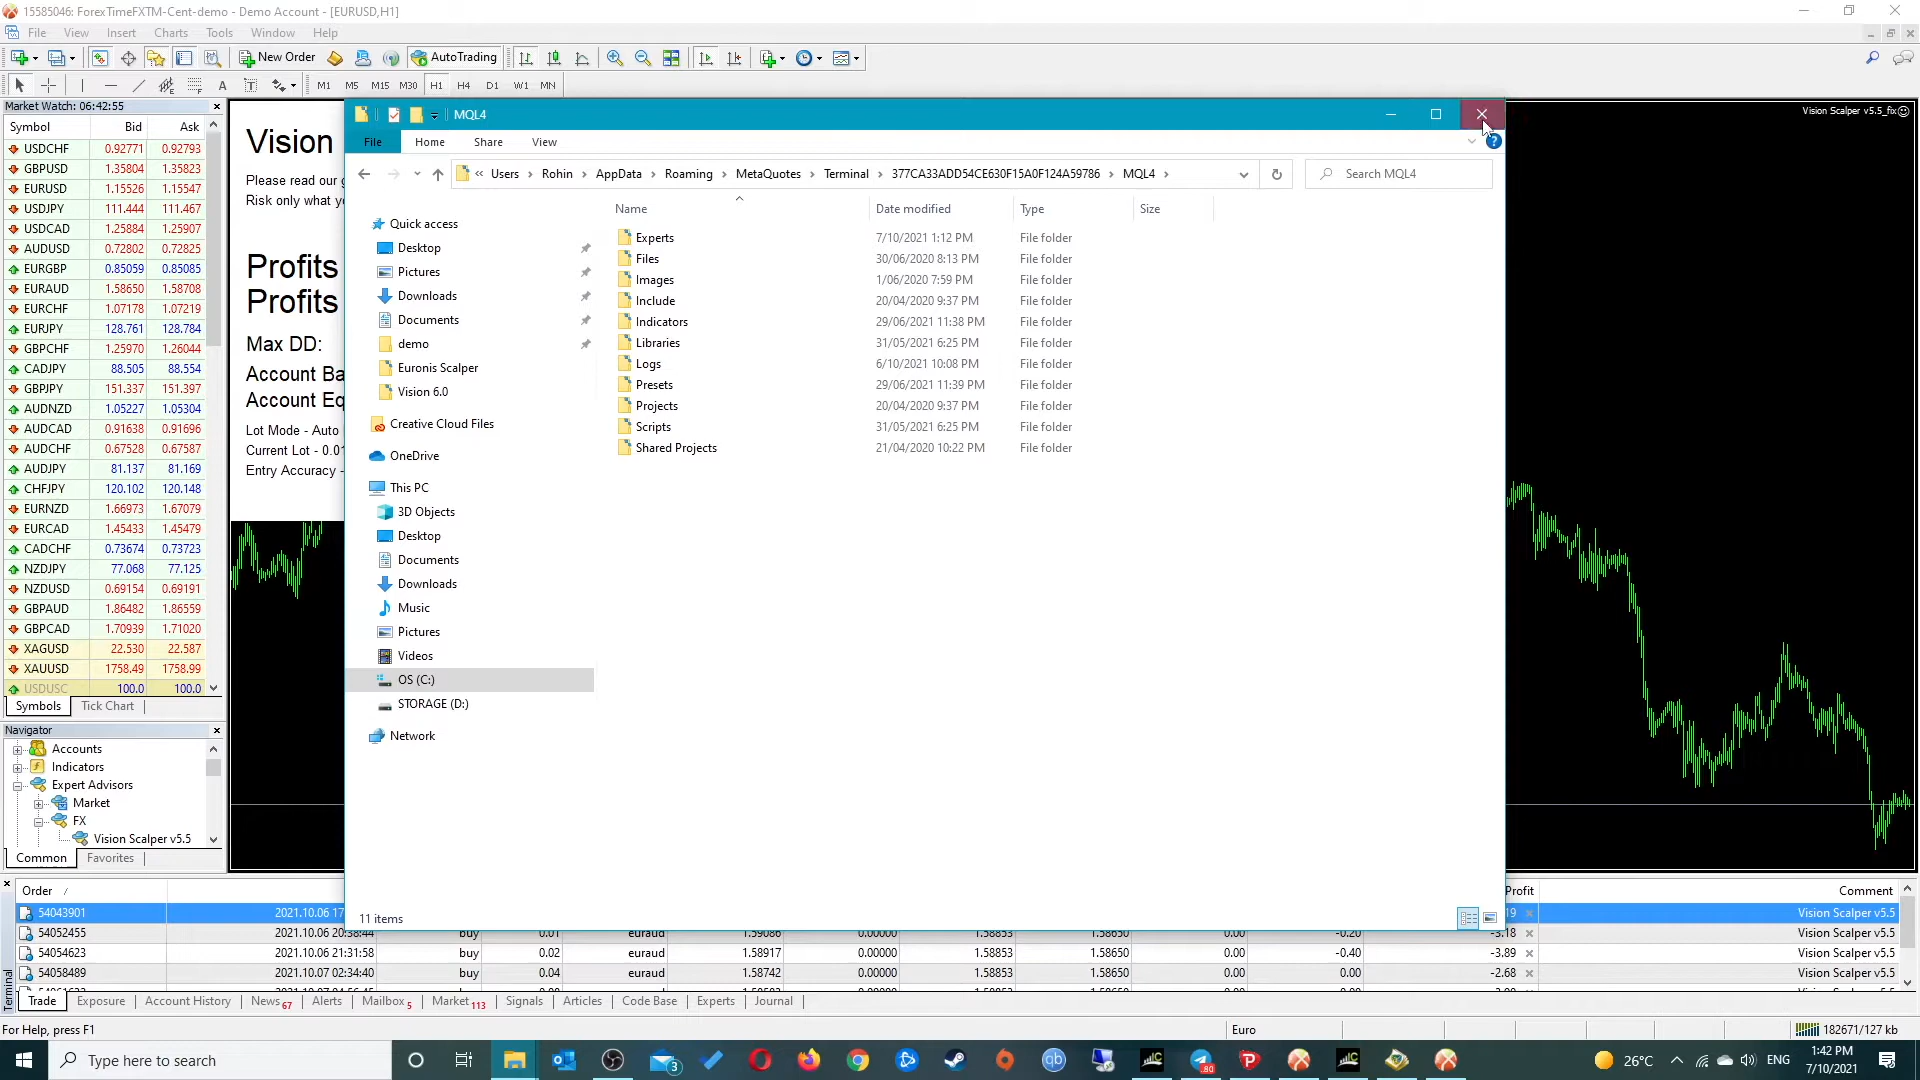 15585046: ForexTimeFXTM-Cent-demo - Demo Account - [EURUSD,H1]
File View Insert Charts Tools Window Help
New Order AutoTrading
A T M1 M5 M15 M30 H1 H4 D1 W1 MN
Market Watch: 06:42:55
Symbol Bid Ask
USDCHF 0.92771 0.92793
GBPUSD 1.35804 1.35823
EURUSD 1.15526 1.15547
USDJPY 111.444 111.467
USDCAD 1.25884 1.25907
AUDUSD 0.72802 0.72825
EURGBP 0.85059 0.85085
EURAUD 1.58650 1.58708
EURCHF 1.07178 1.07219
EURJPY 128.761 128.784
GBPCHF 1.25970 1.26044
CADJPY 88.505 88.554
GBPJPY 151.337 151.397
AUDNZD 1.05227 1.05304
AUDCAD 0.91638 0.91696
AUDCHF 0.67528 0.67587
AUDJPY 81.137 81.169
CHFJPY 120.102 120.148
EURNZD 1.66973 1.67079
EURCAD 1.45433 1.45479
CADCHF 0.73674 0.73723
NZDJPY 77.068 77.125
NZDUSD 0.69154 0.69191
GBPAUD 1.86482 1.86559
GBPCAD 1.70939 1.71020
XAGUSD 22.530 22.587
XAUUSD 1758.49 1758.99
USDUSC 100.0 100.0
Symbols Tick Chart
Navigator
Accounts
Indicators
Expert Advisors
Market
FX
Vision Scalper v5.5
Common Favorites
Vision
Please read our g
Risk only what yo
Profits
Profits
Max DD:
Account Ba
Account Eq
Lot Mode - Auto
Current Lot - 0.01
Entry Accuracy -
Vision Scalper v5.5_fix
MQL4
File Home Share View
« Users › Rohin › AppData › Roaming › MetaQuotes › Terminal › 377CA33ADD54CE630F15A0F124A59786 › MQL4 ›
Search MQL4
Quick access
Desktop
Pictures
Downloads
Documents
demo
Euronis Scalper
Vision 6.0
Creative Cloud Files
OneDrive
This PC
3D Objects
Desktop
Documents
Downloads
Music
Pictures
Videos
OS (C:)
STORAGE (D:)
Network
Name Date modified Type Size
Experts 7/10/2021 1:12 PM File folder
Files 30/06/2020 8:13 PM File folder
Images 1/06/2020 7:59 PM File folder
Include 20/04/2020 9:37 PM File folder
Indicators 29/06/2021 11:38 PM File folder
Libraries 31/05/2021 6:25 PM File folder
Logs 6/10/2021 10:08 PM File folder
Presets 29/06/2021 11:39 PM File folder
Projects 20/04/2020 9:37 PM File folder
Scripts 31/05/2021 6:25 PM File folder
Shared Projects 21/04/2020 10:22 PM File folder
11 items
Order / Profit Comment
54043901 2021.10.06 17 19 Vision Scalper v5.5
54052455 2021.10.06 20:38:44 buy 0.01 euraud 1.59086 0.00000 1.58853 1.58650 0.00 -0.20 -3.18 Vision Scalper v5.5
54054623 2021.10.06 21:31:58 buy 0.02 euraud 1.58917 0.00000 1.58853 1.58650 0.00 -0.40 -3.89 Vision Scalper v5.5
54058489 2021.10.07 02:34:40 buy 0.04 euraud 1.58742 0.00000 1.58853 1.58650 0.00 0.00 -2.68 Vision Scalper v5.5
Terminal
Trade Exposure Account History News 67 Alerts Mailbox 5 Market 113 Signals Articles Code Base Experts Journal
For Help, press F1 Euro 182671/127 kb
Type here to search
3
80
26°C ENG 1:42 PM
7/10/2021